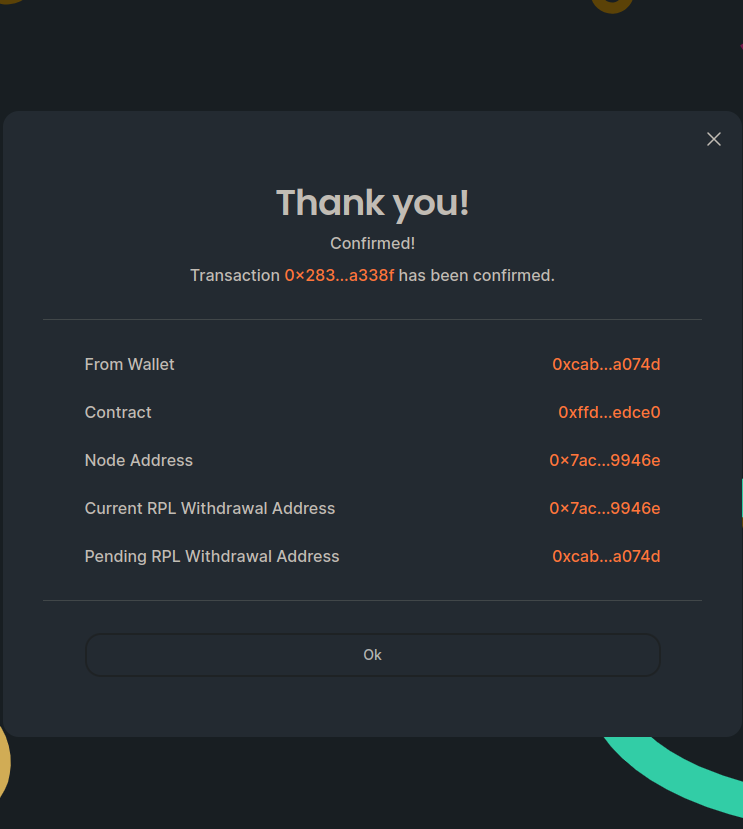 Thank you!
Confirmed!
Transaction 0×283...a338f has been confirmed.
From Wallet 0xcab...a074d
Contract 0xffd...edce0
Node Address 0×7ac...9946e
Current RPL Withdrawal Address 0×7ac...9946e
Pending RPL Withdrawal Address 0xcab...a074d
Ok